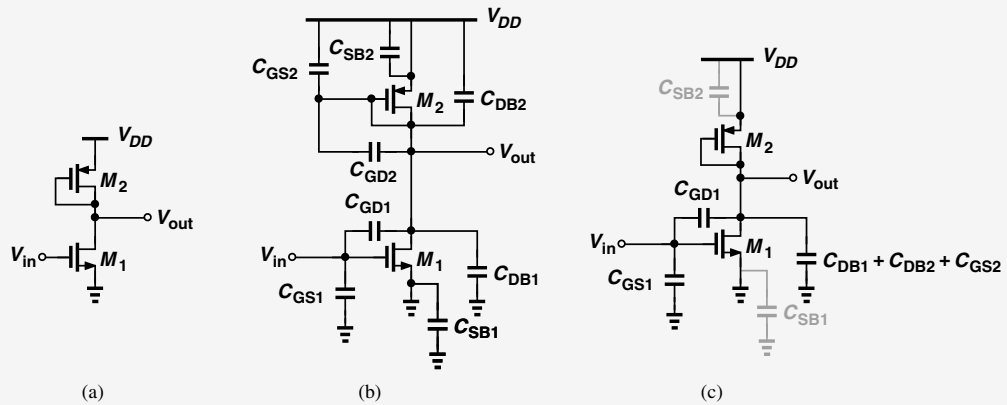 V_DD
M_2
V_out
V_in
M_1
(a)
V_DD
C_SB2
C_GS2
M_2
C_DB2
C_GD2
V_out
C_GD1
V_in
M_1
C_GS1
C_DB1
C_SB1
(b)
V_DD
C_SB2
M_2
V_out
C_GD1
V_in
M_1
C_GS1
C_DB1 + C_DB2 + C_GS2
C_SB1
(c)